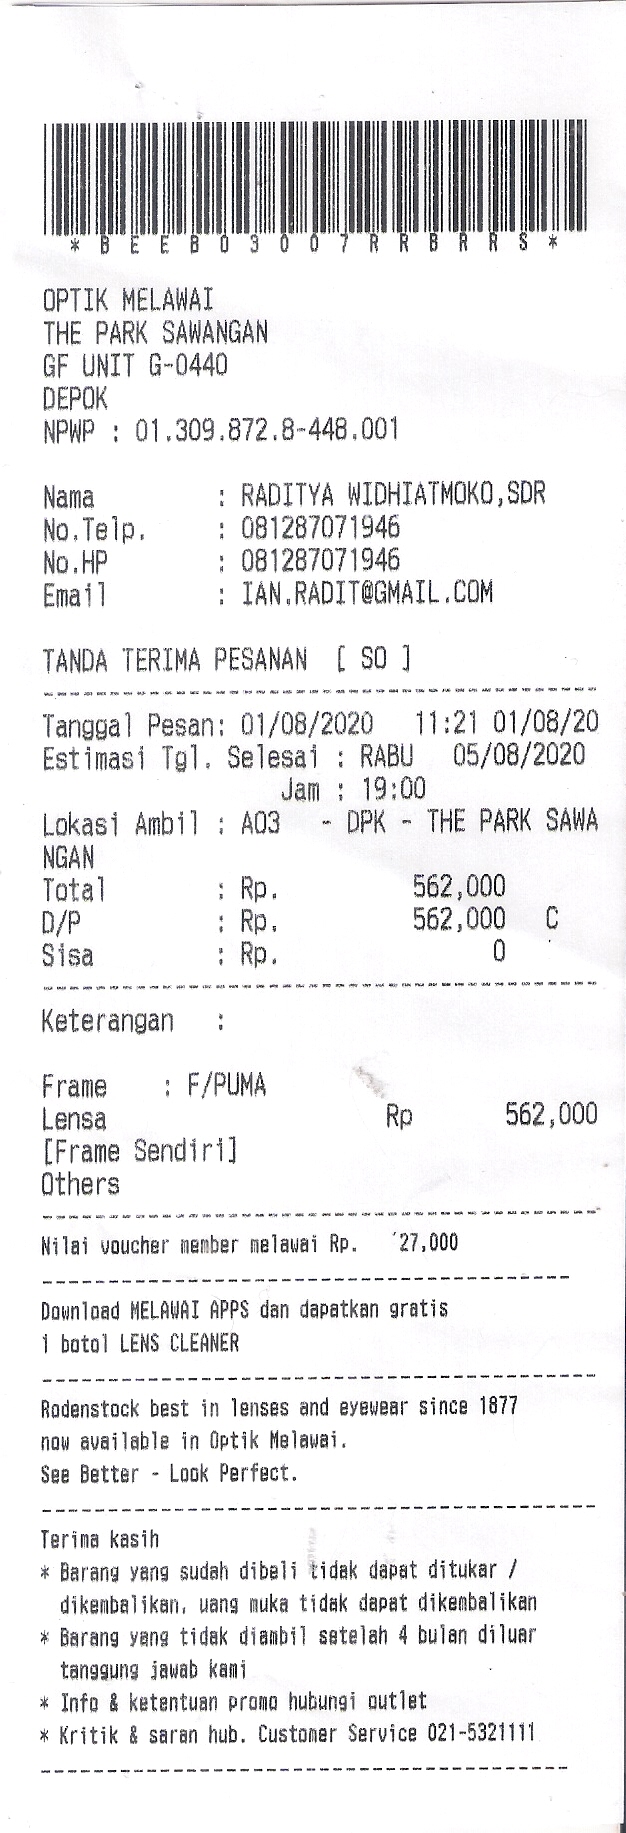 *BEEBO3007RRBRRS*
OPTIK MELAWAI
THE PARK SAWANGAN
GF UNIT G-0440
DEPOK
NPWP : 01.309.872.8-448.001
Nama : RADITYA WIDHIATMOKO,SDR
No.Telp. : 081287071946
No.HP : 081287071946
Email : IAN.RADIT@GMAIL.COM
TANDA TERIMA PESANAN [ SO ]
Tanggal Pesan: 01/08/2020 11:21 01/08/20
Estimasi Tgl. Selesai : RABU 05/08/2020
Jam : 19:00
Lokasi Ambil : A03 - DPK - THE PARK SAWA
NGAN
Total : Rp. 562,000
D/P : Rp. 562,000 C
Sisa : Rp. 0
Keterangan :
Frame : F/PUMA
Lensa Rp 562,000
[Frame Sendiri]
Others
Nilai voucher member melawai Rp. 27,000
Download MELAWAI APPS dan dapatkan gratis
1 botol LENS CLEANER
Rodenstock best in lenses and eyewear since 1877
now available in Optik Melawai.
See Better - Look Perfect.
Terima kasih
* Barang yang sudah dibeli tidak dapat ditukar /
dikembalikan, uang muka tidak dapat dikembalikan
* Barang yang tidak diambil setelah 4 bulan diluar
tanggung jawab kami
* Info & ketentuan promo hubungi outlet
* Kritik & saran hub. Customer Service 021-5321111